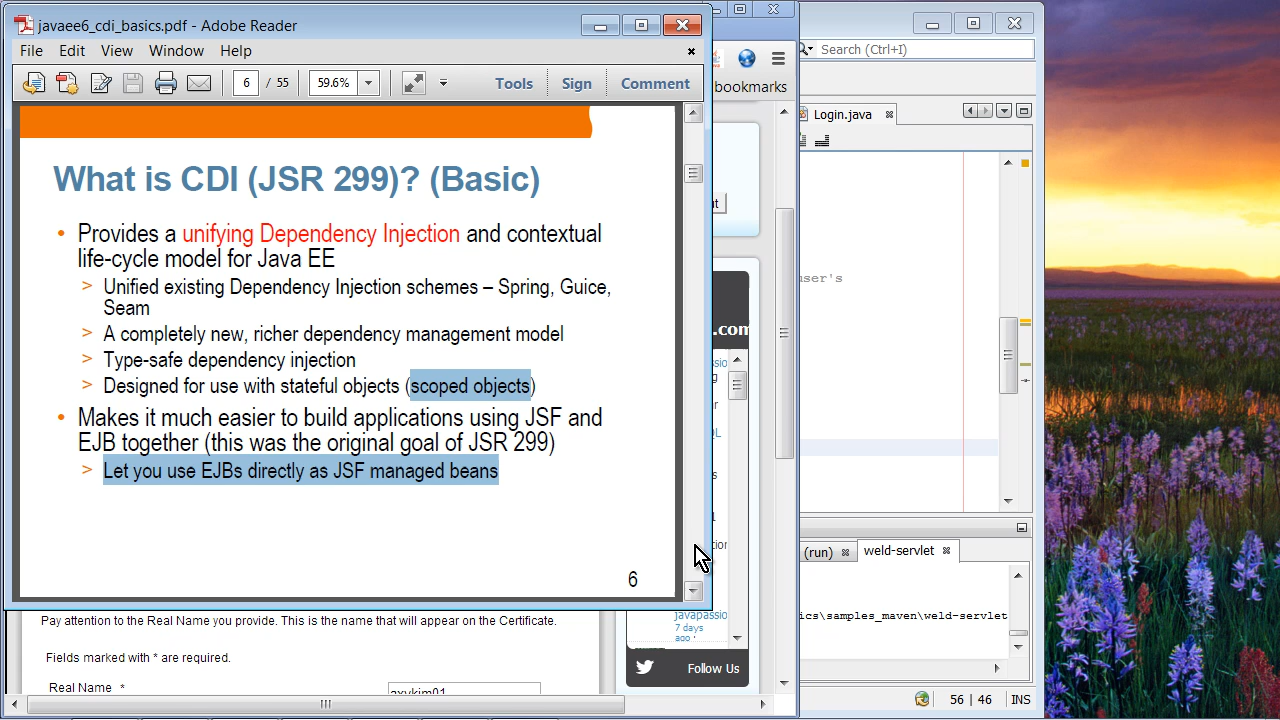 javaee6_cdi_basics.pdf - Adobe Reader
File Edit View Window Help
6 / 55 59.6% Tools Sign Comment
What is CDI (JSR 299)? (Basic)
• Provides a unifying Dependency Injection and contextual
life-cycle model for Java EE
> Unified existing Dependency Injection schemes – Spring, Guice,
Seam
> A completely new, richer dependency management model
> Type-safe dependency injection
> Designed for use with stateful objects (scoped objects)
• Makes it much easier to build applications using JSF and
EJB together (this was the original goal of JSR 299)
> Let you use EJBs directly as JSF managed beans
6
Pay attention to the Real Name you provide. This is the name that will appear on the Certificate.
Fields marked with * are required.
Real Name *
bookmarks
.com
javapassio
7 days
ago
Follow Us
Search (Ctrl+I)
Login.java
user's
(run) weld-servlet
ics\samples_maven\weld-servlet
56 | 46 INS